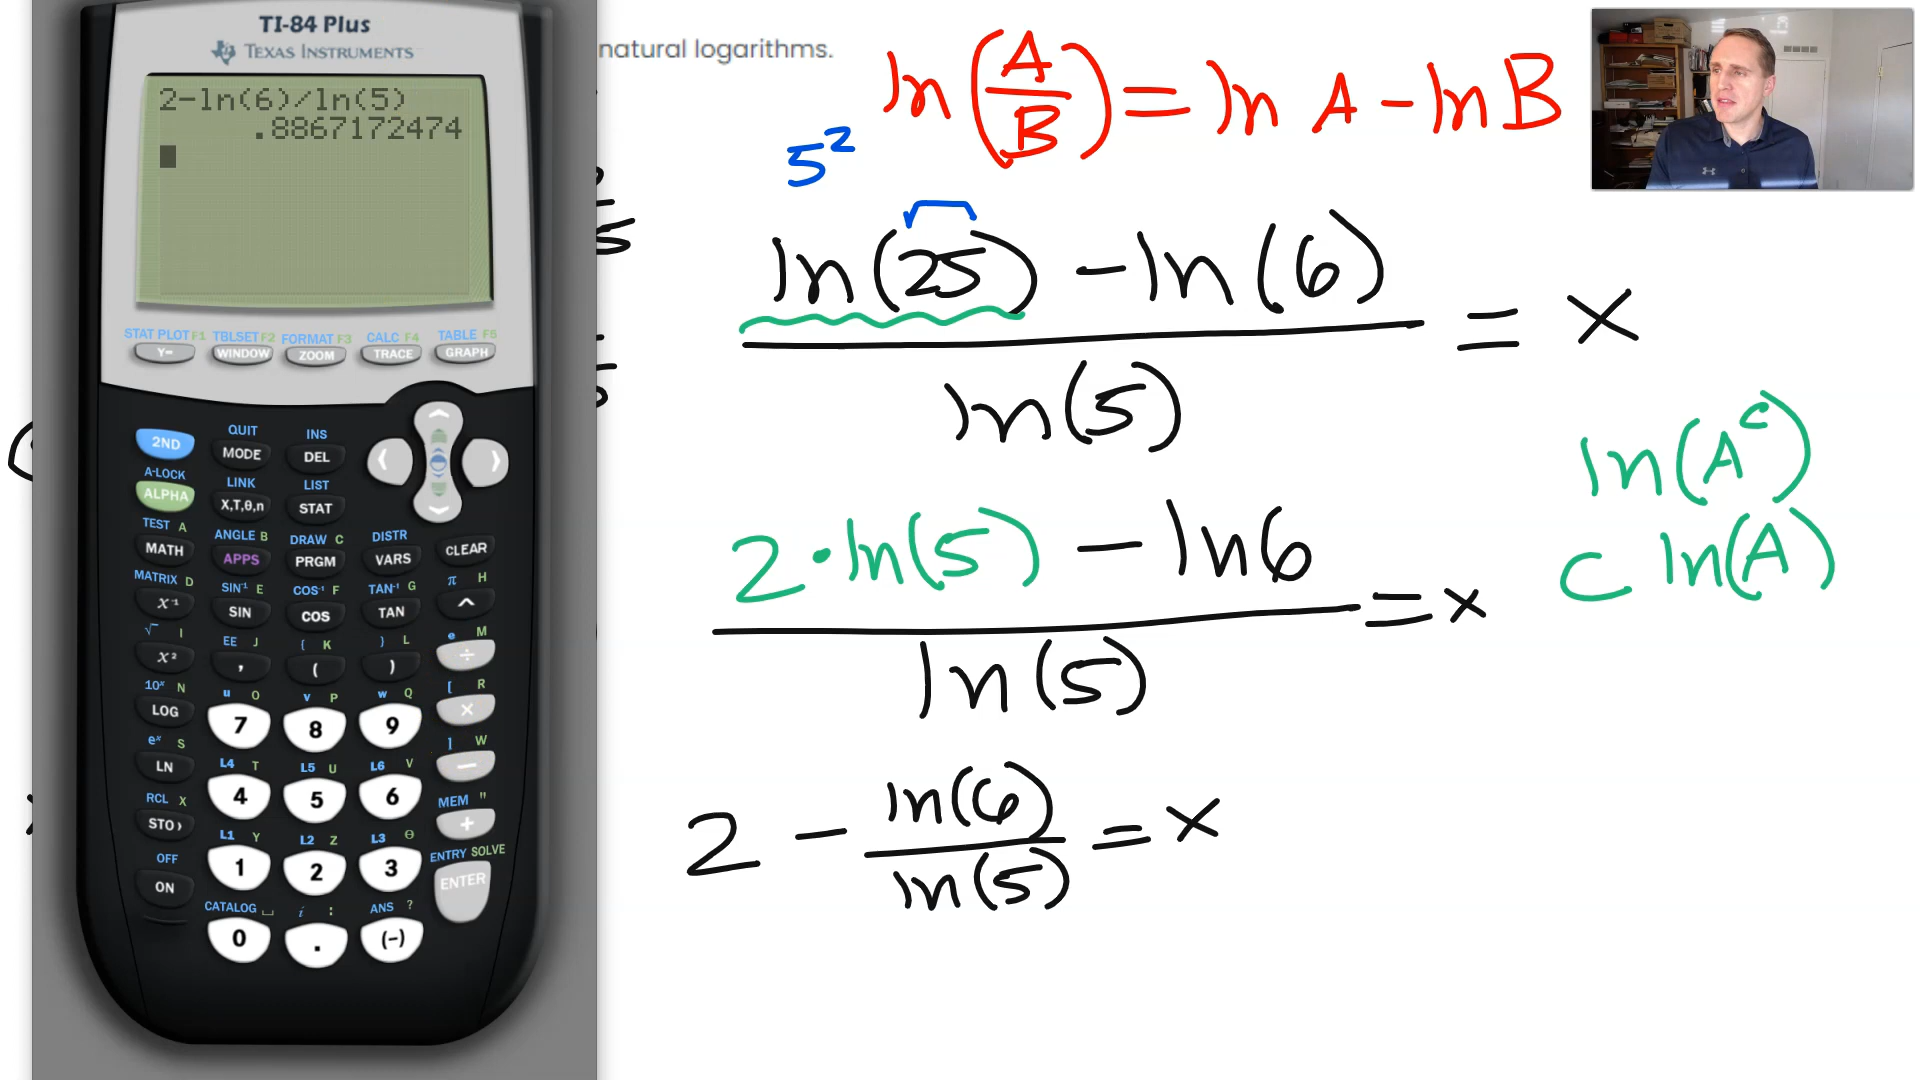 TI-84 Plus
TEXAS INSTRUMENTS
2-ln(6)/ln(5)
.8867172474
STAT PLOT F1 TBLSET F2 FORMAT F3 CALC F4 TABLE F5
Y= WINDOW ZOOM TRACE GRAPH
QUIT INS
2ND MODE DEL
A-LOCK LINK LIST
ALPHA X,T,θ,n STAT
TEST A ANGLE B DRAW C DISTR
MATH APPS PRGM VARS CLEAR
MATRIX D SIN⁻¹ E COS⁻¹ F TAN⁻¹ G π H
x⁻¹ SIN COS TAN ^
√‾ I EE J { K } L e M
x² , ( ) ÷
10ˣ N u O v P w Q [ R
LOG 7 8 9 ×
eˣ S L4 T L5 U L6 V ] W
LN 4 5 6 −
RCL X L1 Y L2 Z L3 θ MEM "
STO› 1 2 3 +
OFF CATALOG ⎵ i : ANS ? ENTRY SOLVE
ON 0 . (-) ENTER
natural logarithms.
ln(A/B) = ln A - ln B
5²
(ln(25) - ln(6))/ln(5) = x
ln(A^c)
c ln(A)
(2·ln(5) - ln6)/ln(5) = x
2 - ln(6)/ln(5) = x